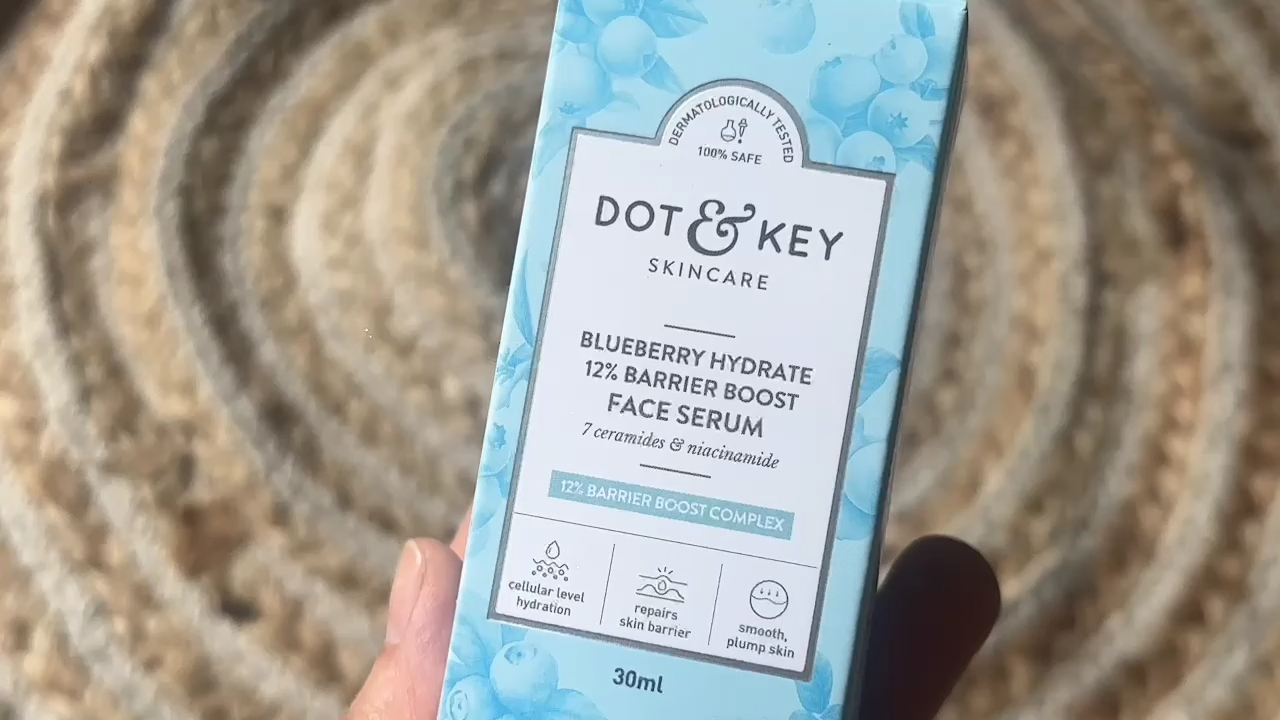 DERMATOLOGICALLY TESTED
100% SAFE
DOT & KEY
SKINCARE
BLUEBERRY HYDRATE
12% BARRIER BOOST
FACE SERUM
7 ceramides & niacinamide
12% BARRIER BOOST COMPLEX
cellular level
hydration
repairs
skin barrier
smooth,
plump skin
30ml